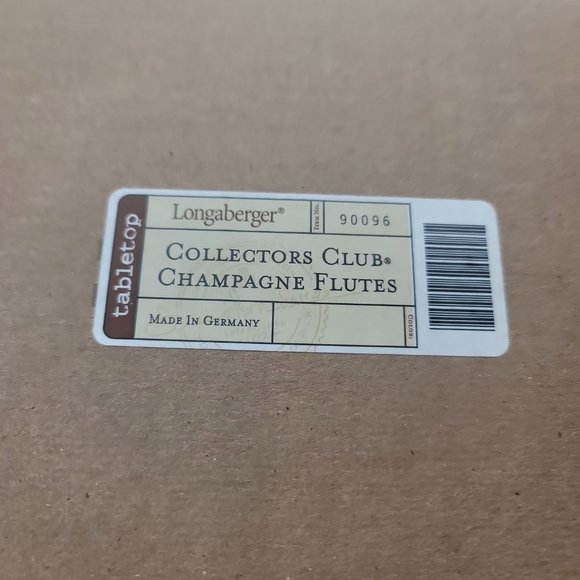 tabletop
Longaberger®
Item No.
90096
Collectors Club®
Champagne Flutes
Made In Germany
Color: